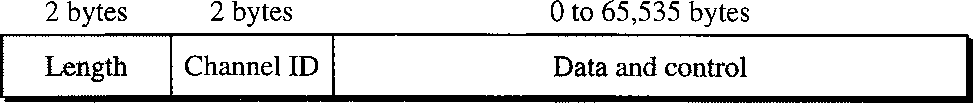 2 bytes 2 bytes 0 to 65,535 bytes
Length Channel ID Data and control